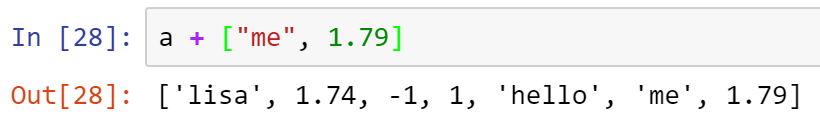 In [28]: a + ["me", 1.79]
Out[28]: ['lisa', 1.74, -1, 1, 'hello', 'me', 1.79]